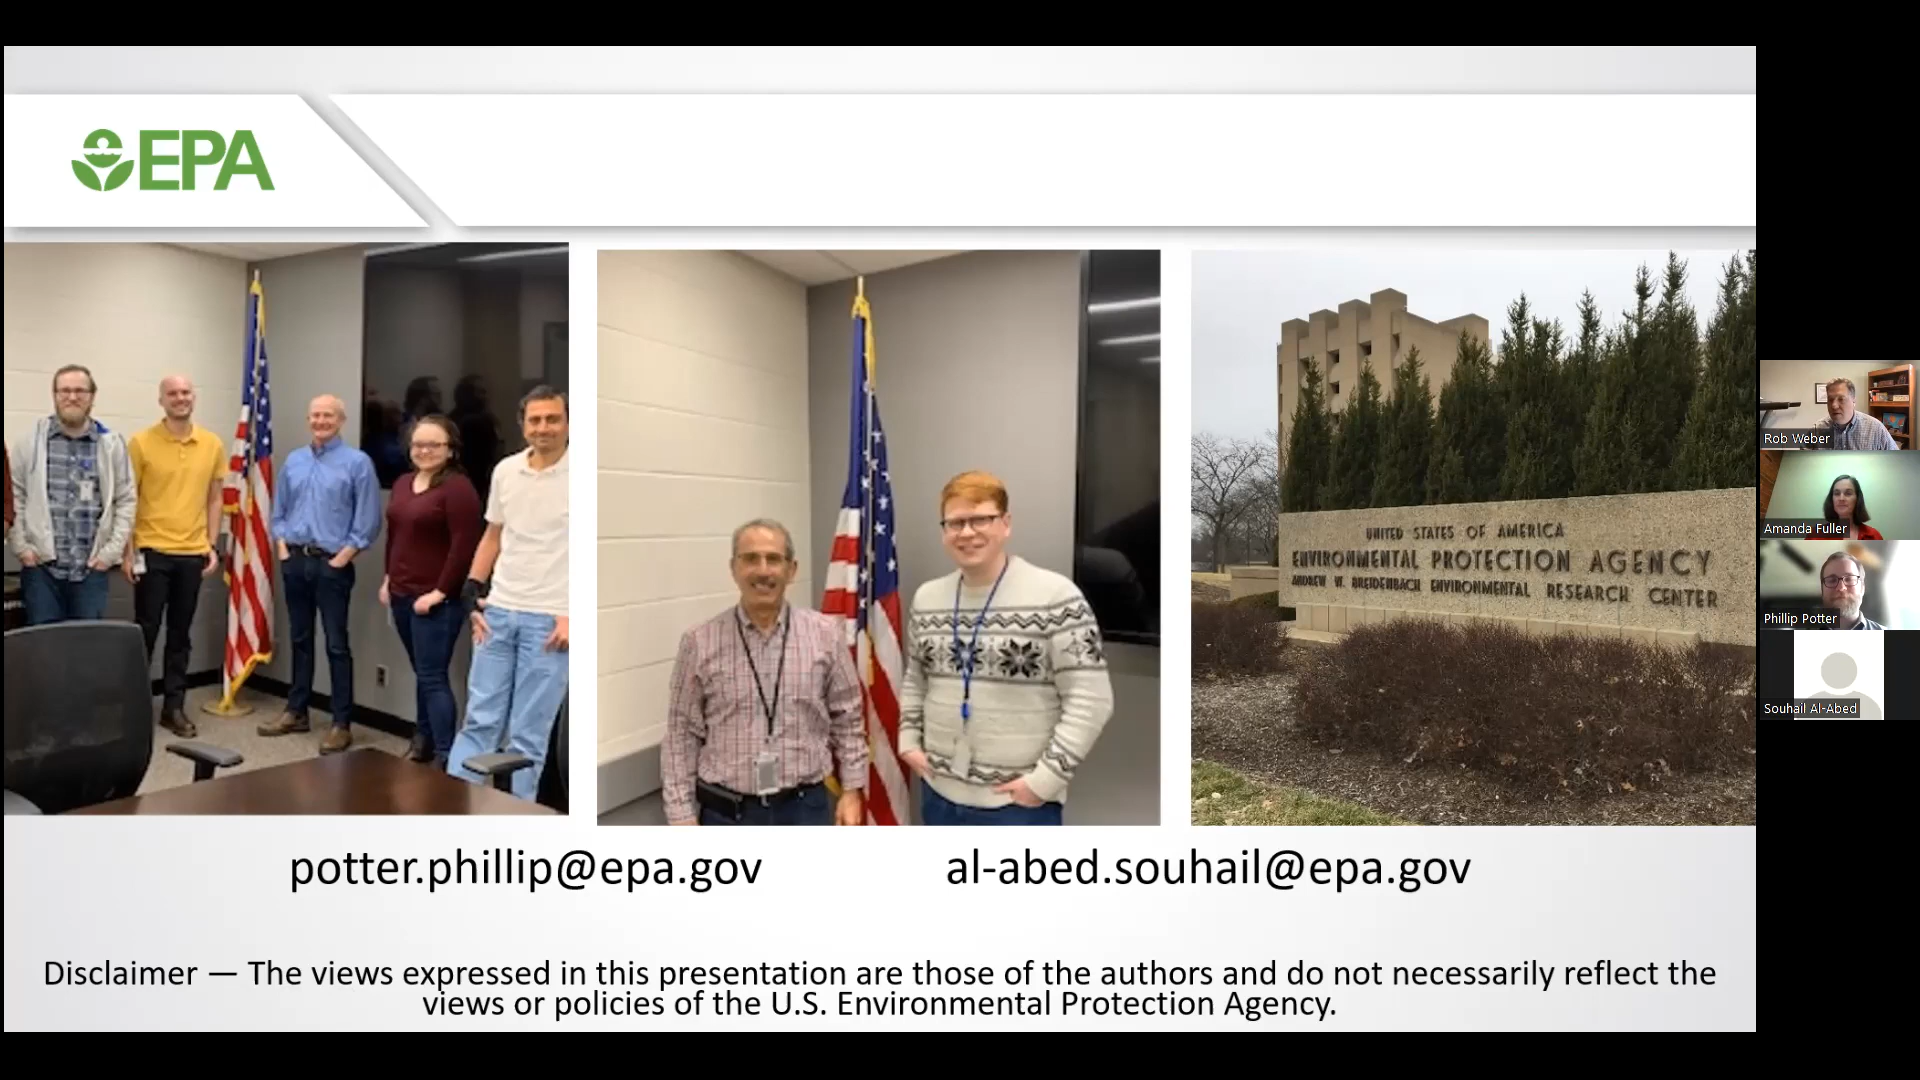 EPA
UNITED STATES OF AMERICA
ENVIRONMENTAL PROTECTION AGENCY
ANDREW W. BREIDENBACH ENVIRONMENTAL RESEARCH CENTER
potter.phillip@epa.gov
al-abed.souhail@epa.gov
Disclaimer — The views expressed in this presentation are those of the authors and do not necessarily reflect the
views or policies of the U.S. Environmental Protection Agency.
Rob Weber
Amanda Fuller
Phillip Potter
Souhail Al-Abed